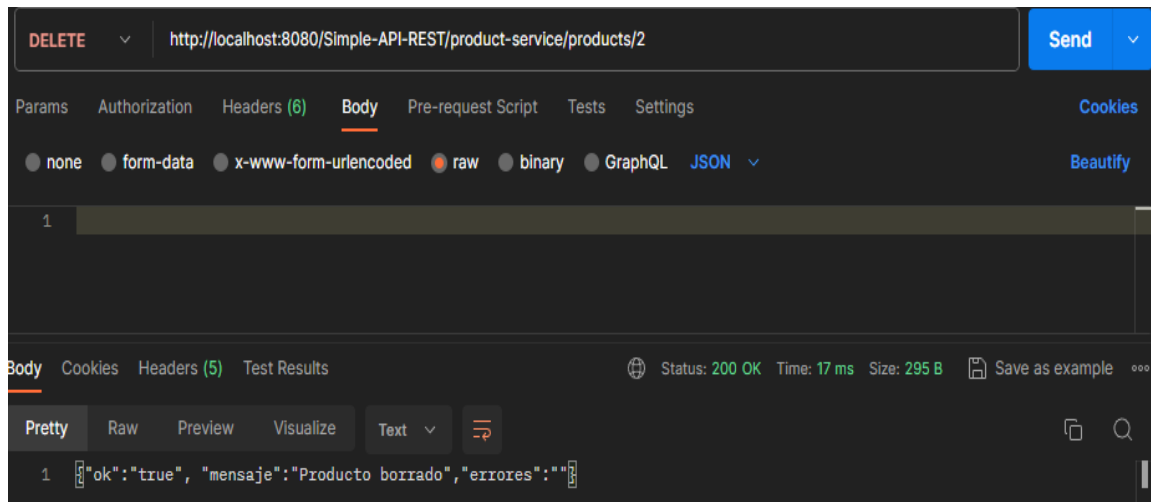 DELETE http://localhost:8080/Simple-API-REST/product-service/products/2 Send
Params Authorization Headers (6) Body Pre-request Script Tests Settings Cookies
none form-data x-www-form-urlencoded raw binary GraphQL JSON Beautify
1
Body Cookies Headers (5) Test Results Status: 200 OK Time: 17 ms Size: 295 B Save as example
Pretty Raw Preview Visualize Text
1 {"ok":"true", "mensaje":"Producto borrado","errores":""}